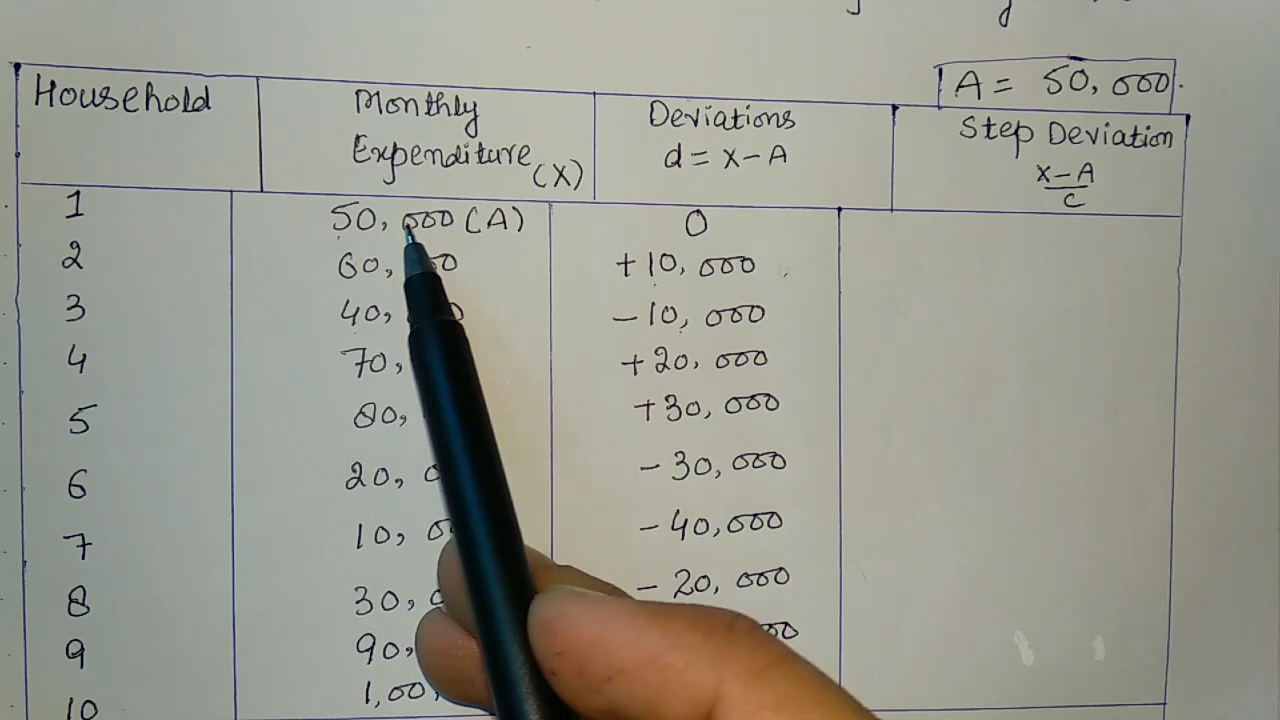 A = 50,000
Household
Monthly Expenditure (X)
Deviations
d = X - A
Step Deviation
X-A
C
1 50,000 (A) 0
2 60, +10,000
3 40, -10,000
4 70, +20,000
5 80, +30,000
6 20, -30,000
7 10, -40,000
8 30, -20,000
9 90,
10 1,00,